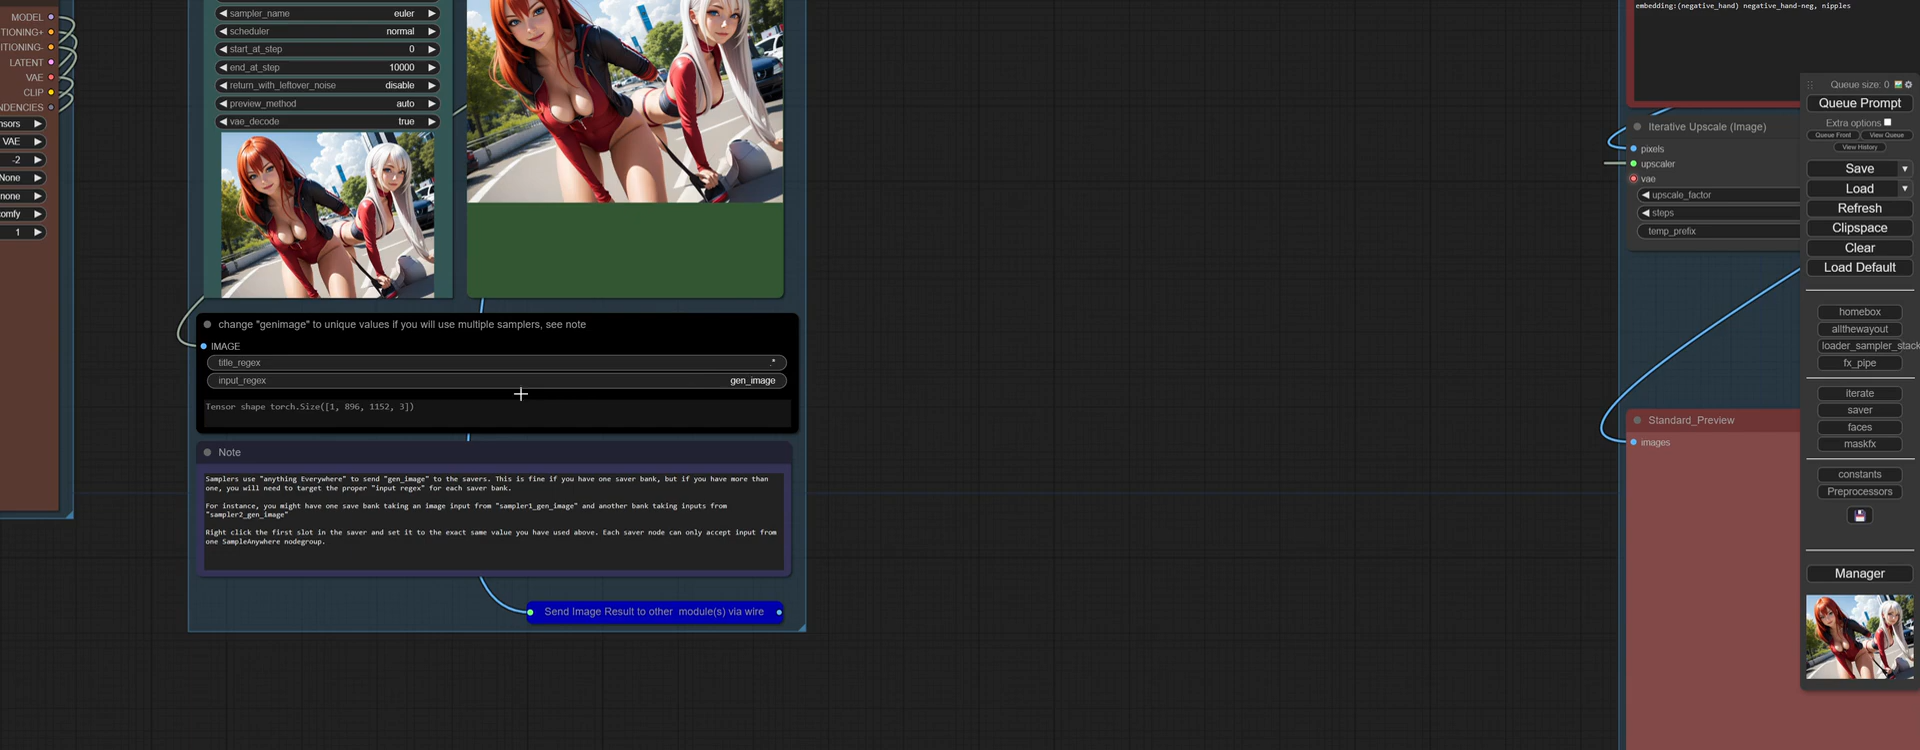 MODEL
TIONING+
ITIONING-
LATENT
VAE
CLIP
NDENCIES
nsors
VAE
-2
None
none
omfy
1
sampler_name euler
scheduler normal
start_at_step 0
end_at_step 10000
return_with_leftover_noise disable
preview_method auto
vae_decode true
change "genimage" to unique values if you will use multiple samplers, see note
IMAGE
title_regex .*
input_regex gen_image
Tensor shape torch.Size([1, 896, 1152, 3])
Note
Samplers use "anything Everywhere" to send "gen_image" to the savers. This is fine if you have one saver bank, but if you have more than
one, you will need to target the proper "input regex" for each saver bank.
For instance, you might have one save bank taking an image input from "sampler1_gen_image" and another bank taking inputs from
"sampler2_gen_image"
Right click the first slot in the saver and set it to the exact same value you have used above. Each saver node can only accept input from
one SampleAnywhere nodegroup.
Send Image Result to other module(s) via wire
embedding:(negative_hand) negative_hand-neg, nipples
Iterative Upscale (Image)
pixels
upscaler
vae
upscale_factor
steps
temp_prefix
Standard_Preview
images
Queue size: 0
Queue Prompt
Extra options
Queue Front View Queue
View History
Save
Load
Refresh
Clipspace
Clear
Load Default
homebox
allthewayout
loader_sampler_stack
fx_pipe
iterate
saver
faces
maskfx
constants
Preprocessors
Manager